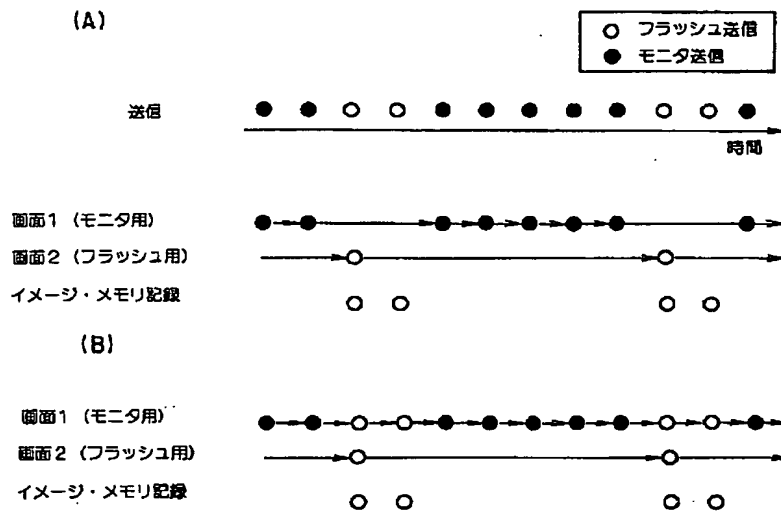 (A)
フラッシュ送信
モニタ送信
送信
時間
画面1(モニタ用)
画面2(フラッシュ用)
イメージ・メモリ記録
(B)
画面1(モニタ用)
画面2(フラッシュ用)
イメージ・メモリ記録